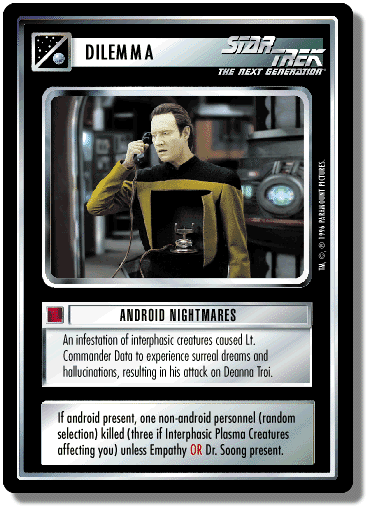 DILEMMA
STAR TREK
THE NEXT GENERATION
TM, ©, ® 1996 PARAMOUNT PICTURES.
ANDROID NIGHTMARES
An infestation of interphasic creatures caused Lt.
Commander Data to experience surreal dreams and
hallucinations, resulting in his attack on Deanna Troi.
If android present, one non-android personnel (random
selection) killed (three if Interphasic Plasma Creatures
affecting you) unless Empathy OR Dr. Soong present.